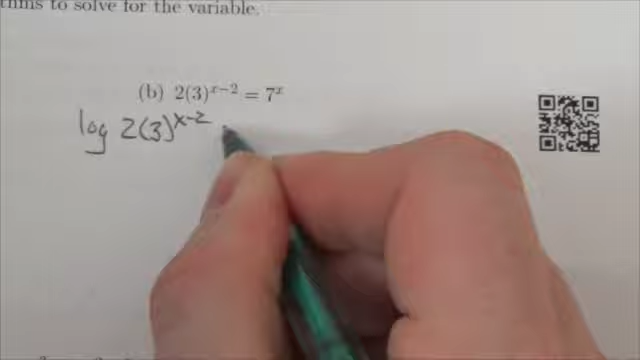 thms to solve for the variable.
(b) 2(3)^{x-2} = 7^x
log 2(3)^{x-2}